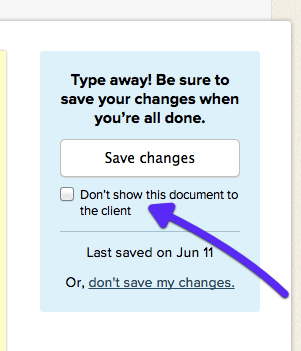 Type away! Be sure to
save your changes when
you're all done.
Save changes
Don't show this document to
the client
Last saved on Jun 11
Or, don't save my changes.